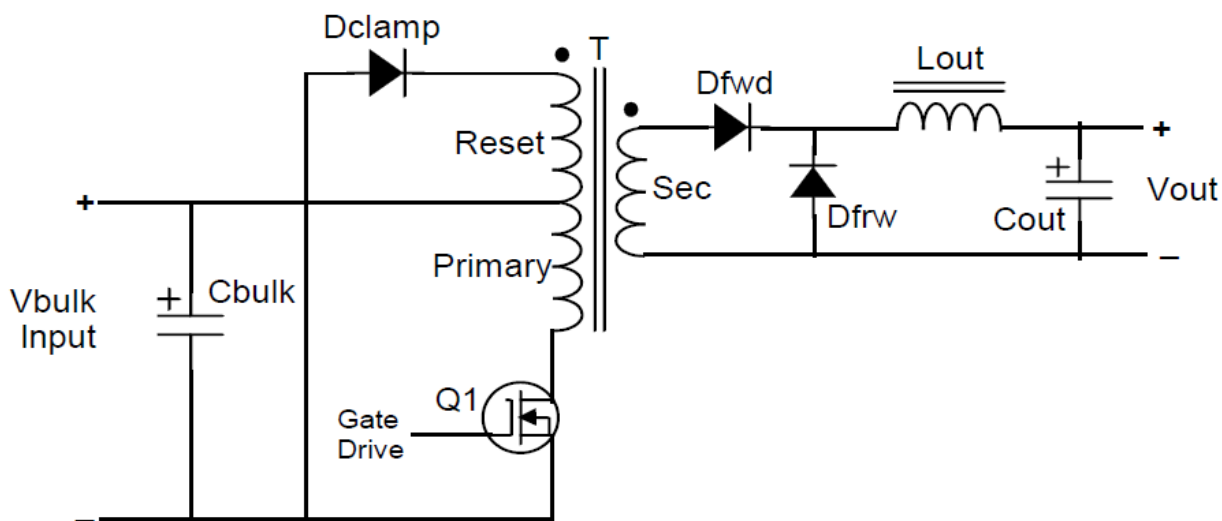 Dclamp
T
Lout
Dfwd
Reset
Sec
+
+
+
Vout
Dfrw
Cout
Primary
–
+
Cbulk
Vbulk
Input
Q1
Gate
Drive
–